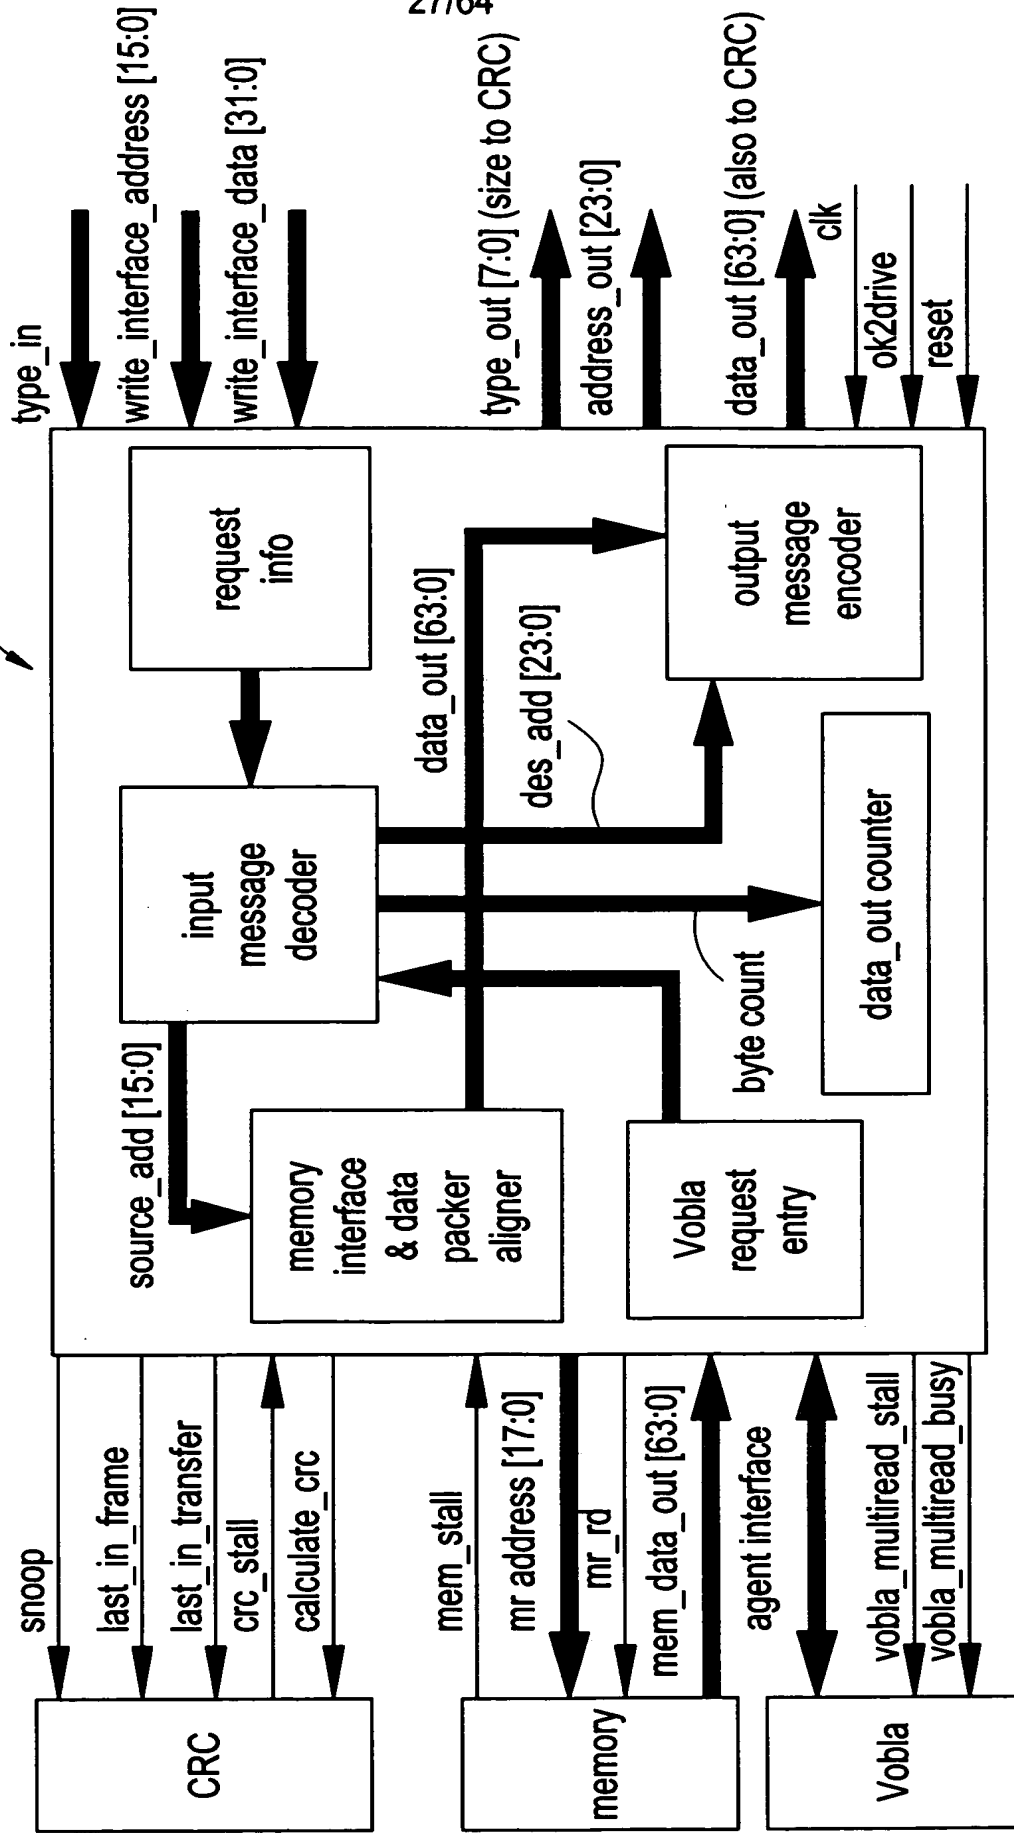 27/64
type_in
write_interface_address [15:0]
write_interface_data [31:0]
type_out [7:0] (size to CRC)
address_out [23:0]
data_out [63:0] (also to CRC)
clk
ok2drive
reset
request
info
output
message
encoder
data_out [63:0]
des_add [23:0]
input
message
decoder
data_out counter
byte count
source_add [15:0]
memory
interface
& data
packer
aligner
Vobla
request
entry
snoop
last_in_frame
last_in_transfer
crc_stall
calculate_crc
mem_stall
mr address [17:0]
mr_rd
mem_data_out [63:0]
agent interface
vobla_multiread_stall
vobla_multiread_busy
CRC
memory
Vobla